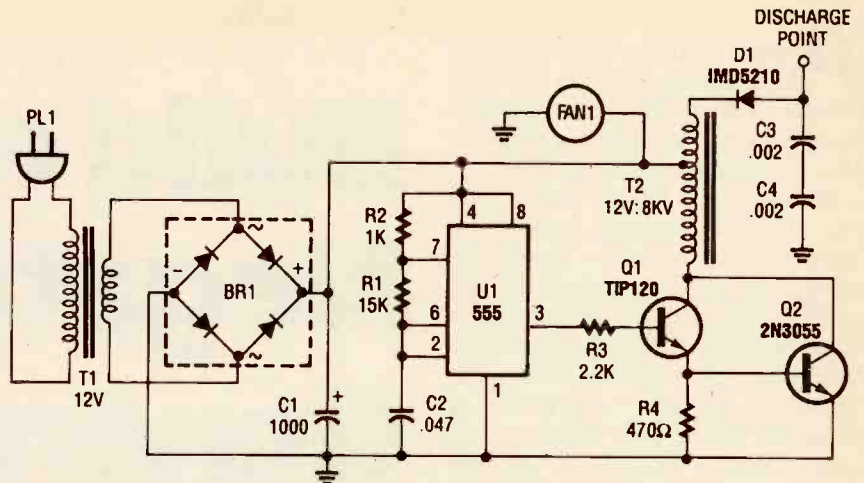 DISCHARGE
POINT
D1
IMD5210
PL1
FAN1
C3
.002
C4
.002
T2
12V: 8KV
R2
1K
4
8
7
R1
15K
U1
555
6
2
3
1
BR1
~
~
-
+
T1
12V
+
C1
1000
C2
.047
R3
2.2K
Q1
TIP120
Q2
2N3055
R4
470Ω